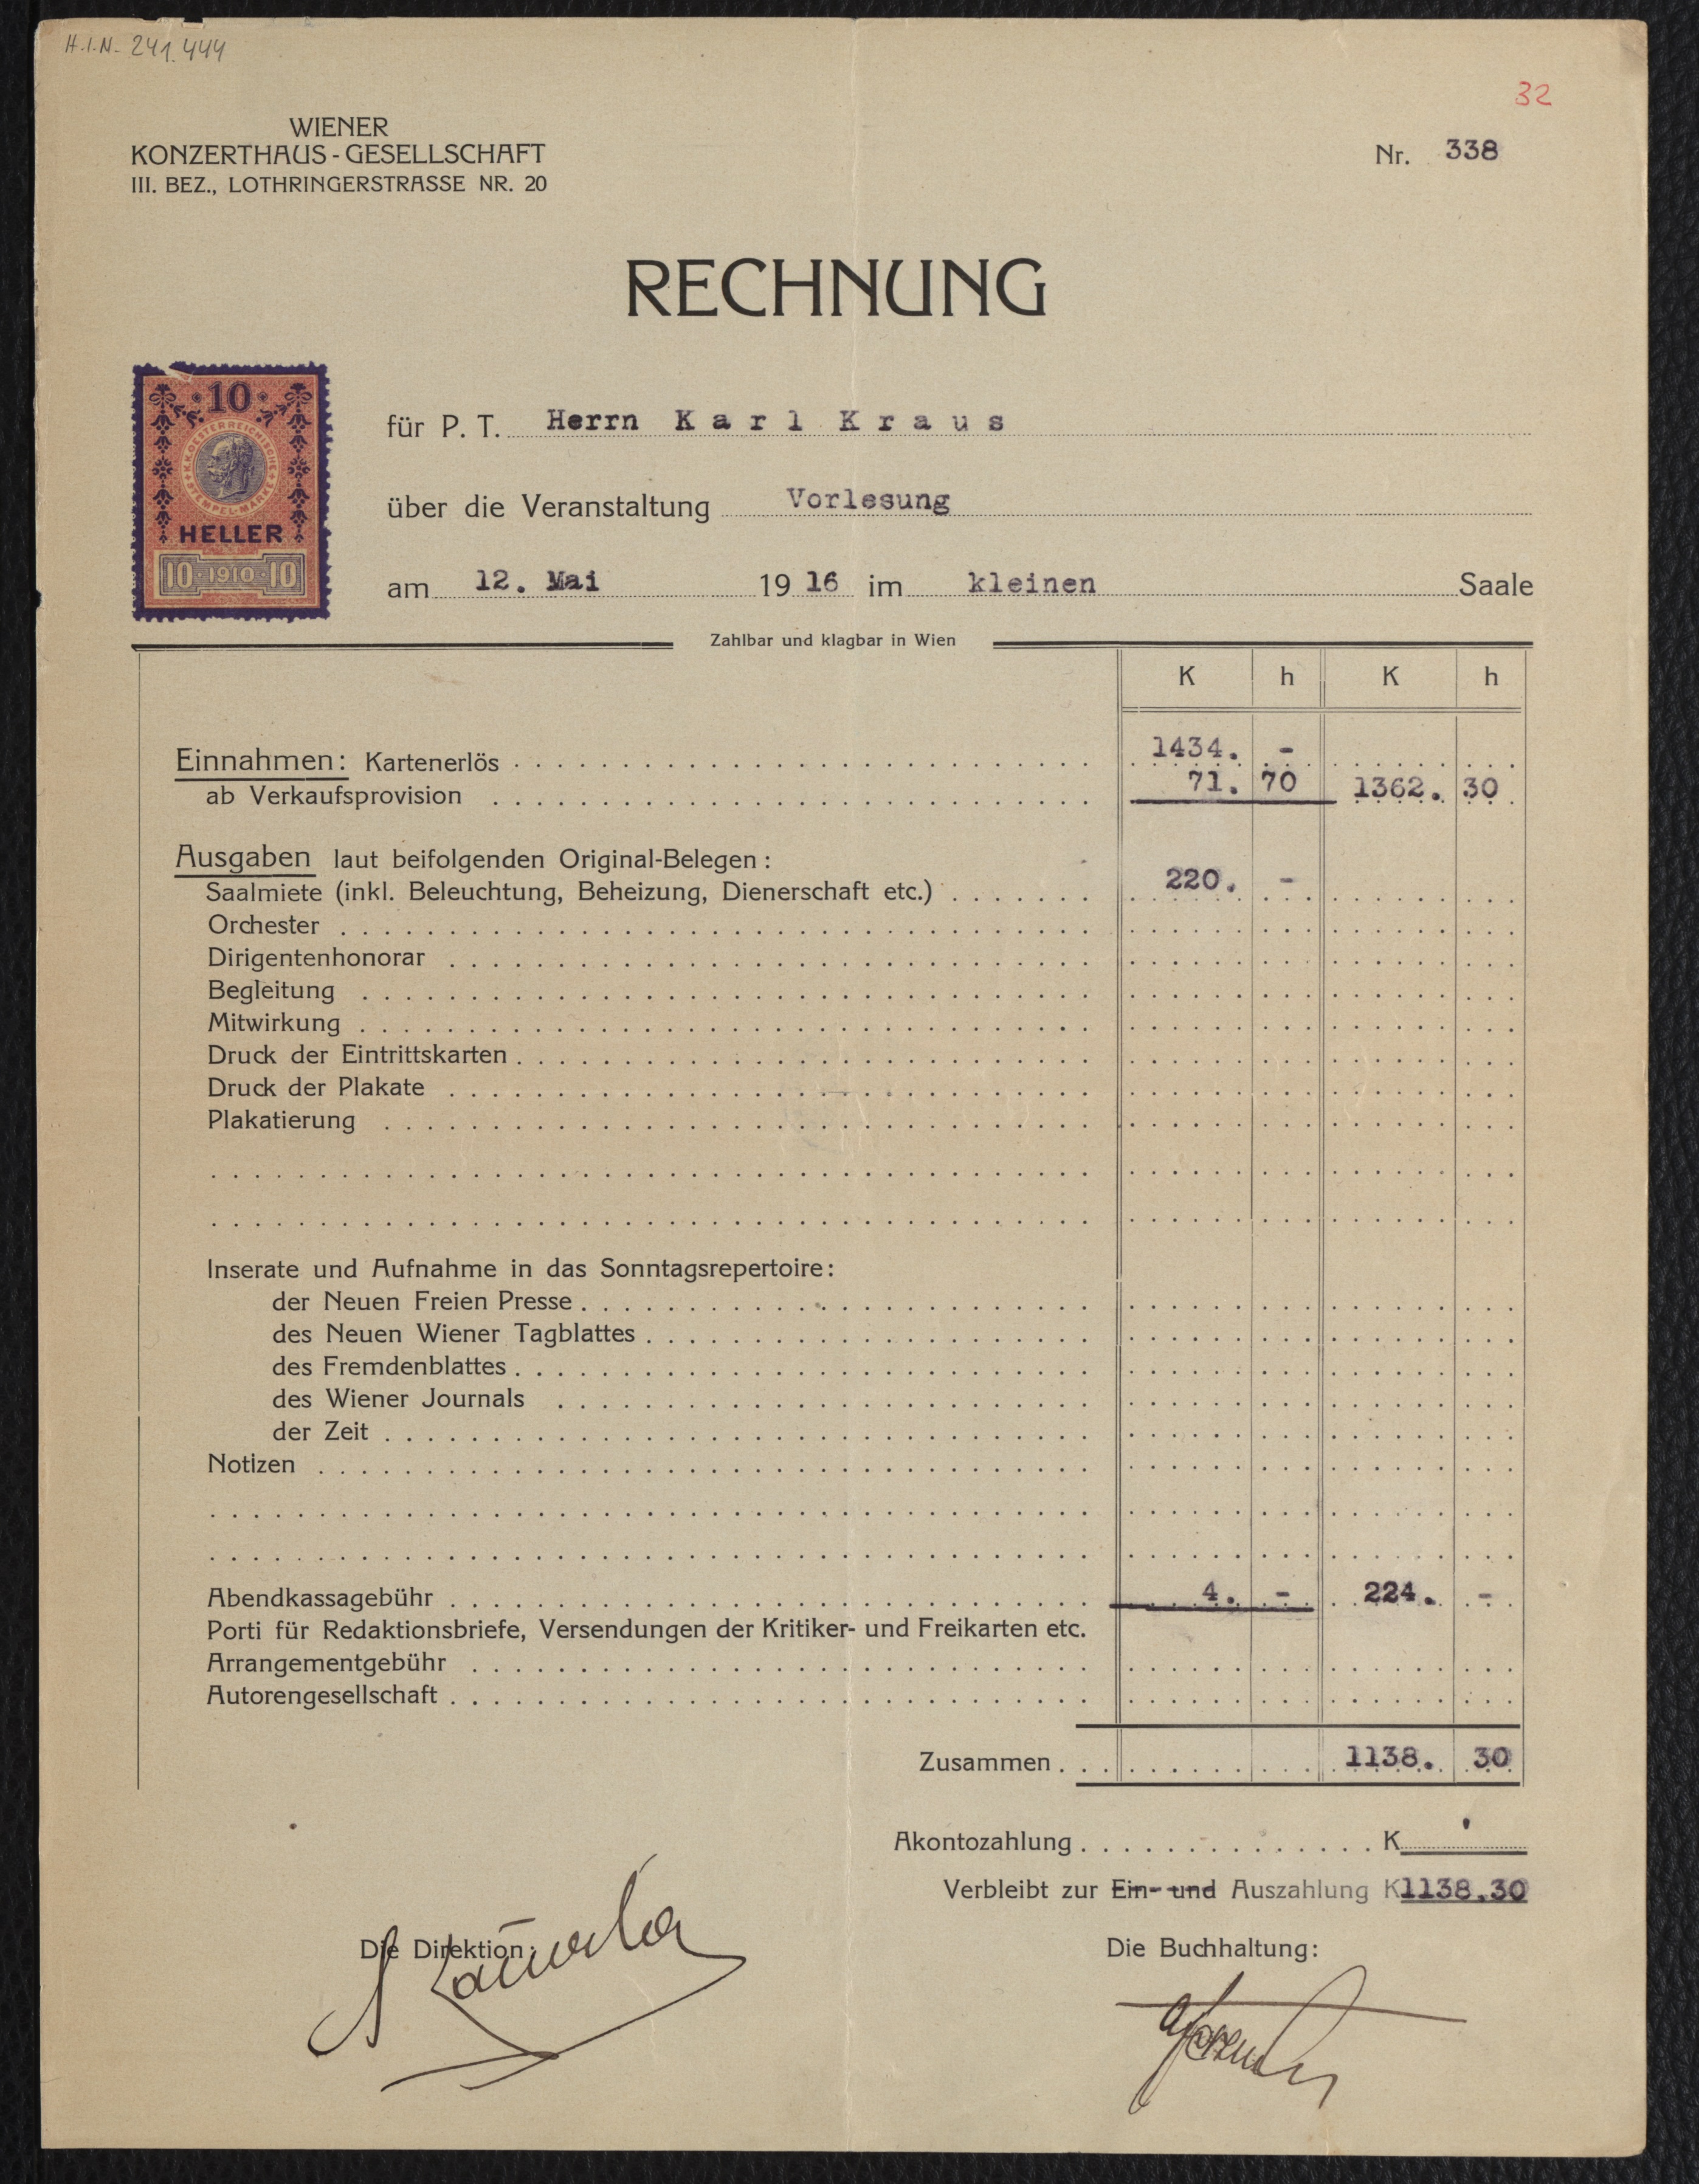 H.I.N. 241.444
32
WIENER
KONZERTHAUS-GESELLSCHAFT
III. BEZ., LOTHRINGERSTRASSE NR. 20
Nr. 338
RECHNUNG
10
K.K. OESTERREICHISCHE STEMPEL-MARKE
HELLER
10 1910 10
für P. T. Herrn Karl Kraus
über die Veranstaltung Vorlesung
am 12. Mai 1916 im kleinen Saale
Zahlbar und klagbar in Wien
K h K h
Einnahmen: Kartenerlös 1434. -
ab Verkaufsprovision 71. 70 1362. 30
Ausgaben laut beifolgenden Original-Belegen:
Saalmiete (inkl. Beleuchtung, Beheizung, Dienerschaft etc.) 220. -
Orchester
Dirigentenhonorar
Begleitung
Mitwirkung
Druck der Eintrittskarten
Druck der Plakate
Plakatierung
Inserate und Aufnahme in das Sonntagsrepertoire:
der Neuen Freien Presse
des Neuen Wiener Tagblattes
des Fremdenblattes
des Wiener Journals
der Zeit
Notizen
Abendkassagebühr 4. - 224. -
Porti für Redaktionsbriefe, Versendungen der Kritiker- und Freikarten etc.
Arrangementgebühr
Autorengesellschaft
Zusammen 1138. 30
Akontozahlung K
Verbleibt zur Ein- und Auszahlung K 1138.30
Die Direktion:
Die Buchhaltung: